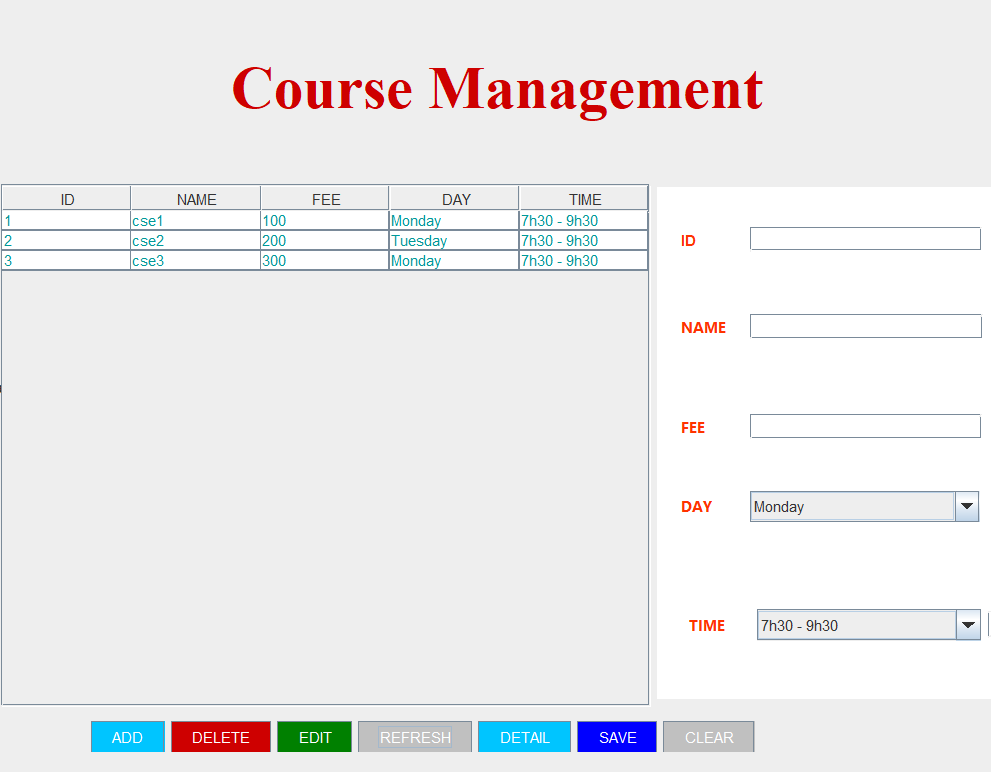 Course Management
ID NAME FEE DAY TIME
1 cse1 100 Monday 7h30 - 9h30
2 cse2 200 Tuesday 7h30 - 9h30
3 cse3 300 Monday 7h30 - 9h30
ID
NAME
FEE
DAY Monday
TIME 7h30 - 9h30
ADD DELETE EDIT REFRESH DETAIL SAVE CLEAR